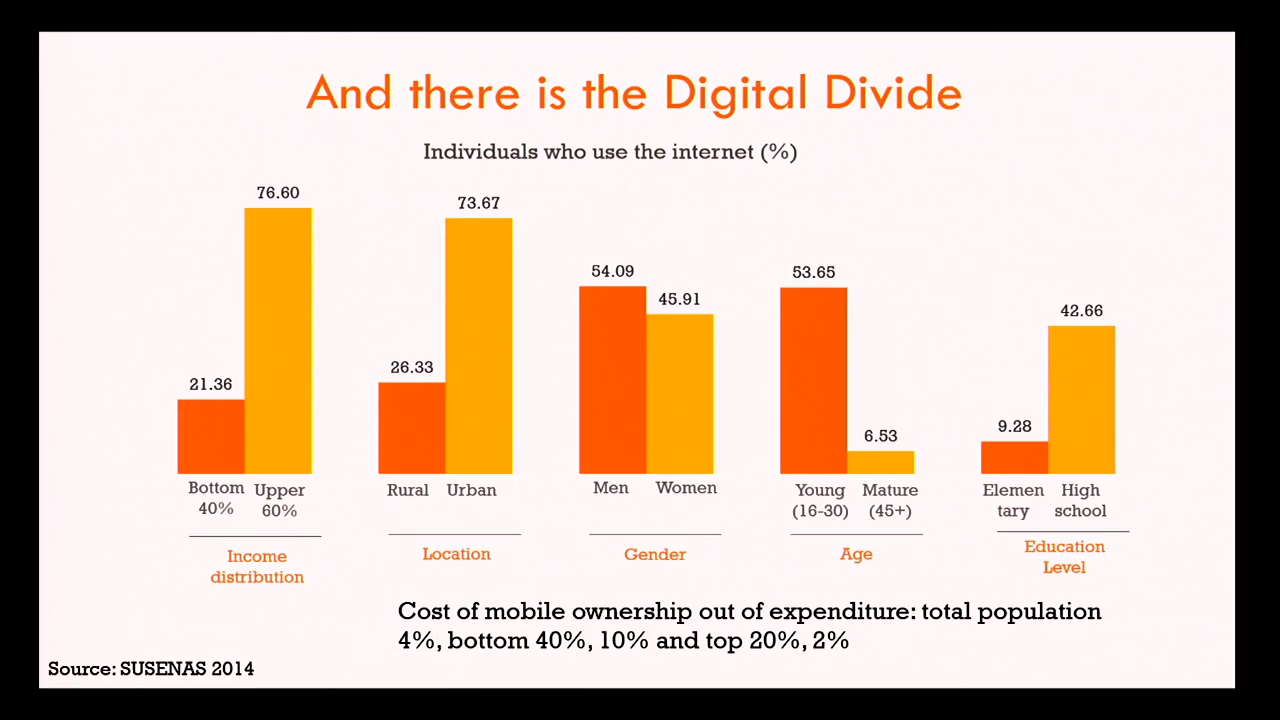 And there is the Digital Divide
Individuals who use the internet (%)
76.60
21.36
73.67
26.33
54.09
45.91
53.65
6.53
42.66
9.28
Bottom 40%
Upper 60%
Rural
Urban
Men
Women
Young (16-30)
Mature (45+)
Elemen tary
High school
Income distribution
Location
Gender
Age
Education Level
Cost of mobile ownership out of expenditure: total population
4%, bottom 40%, 10% and top 20%, 2%
Source: SUSENAS 2014